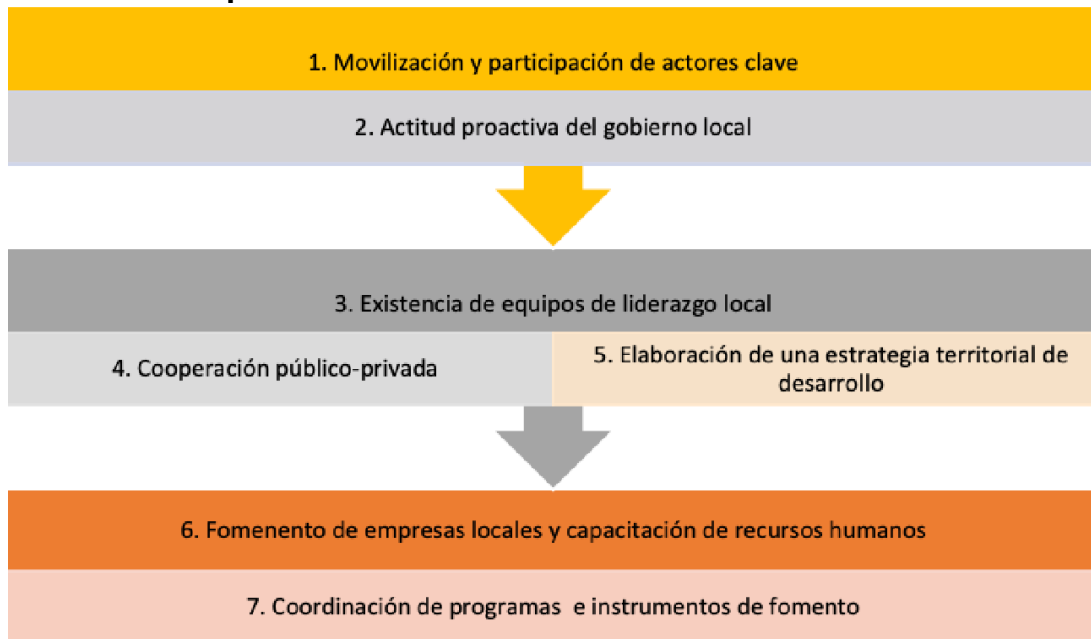 1. Movilización y participación de actores clave
2. Actitud proactiva del gobierno local
3. Existencia de equipos de liderazgo local
4. Cooperación público-privada
5. Elaboración de una estrategia territorial de
desarrollo
6. Fomenento de empresas locales y capacitación de recursos humanos
7. Coordinación de programas e instrumentos de fomento